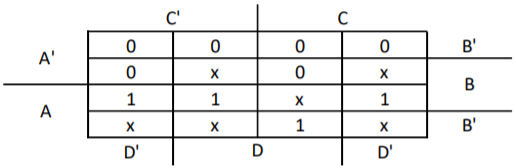 C' C
0 0 0 0 B'
A'
0 x 0 x
B
1 1 x 1
A
x x 1 x B'
D' D D'